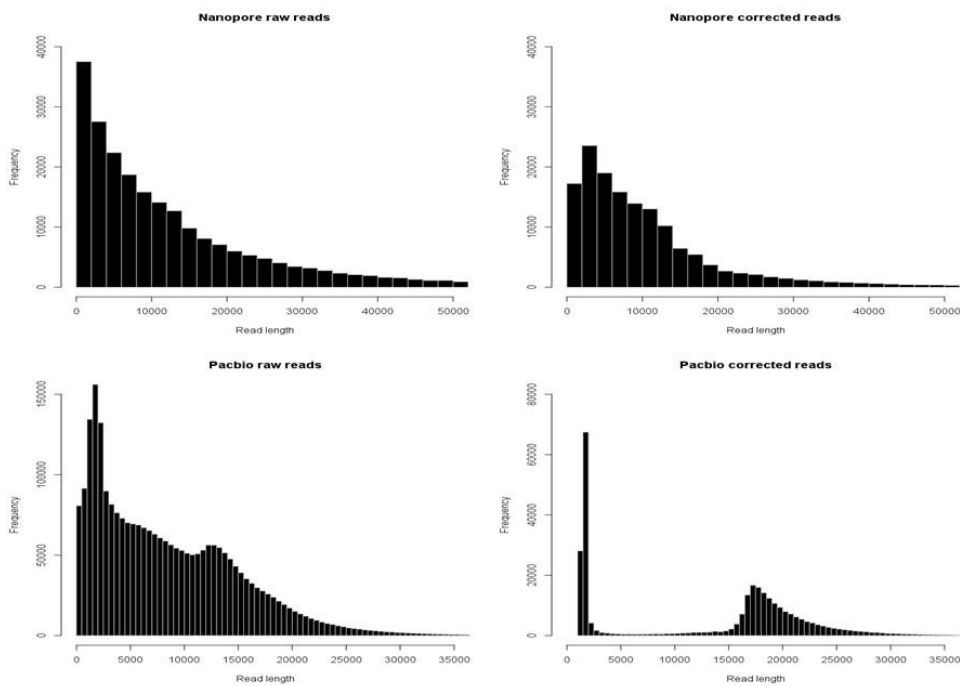 Nanopore raw reads
Frequency
0 10000 20000 30000 40000
0 10000 20000 30000 40000 50000
Read length
Nanopore corrected reads
Frequency
0 10000 20000 30000 40000
0 10000 20000 30000 40000 50000
Read length
Pacbio raw reads
Frequency
0 50000 100000 150000
0 5000 10000 15000 20000 25000 30000 35000
Read length
Pacbio corrected reads
Frequency
0 20000 40000 60000 80000
0 5000 10000 15000 20000 25000 30000 35000
Read length